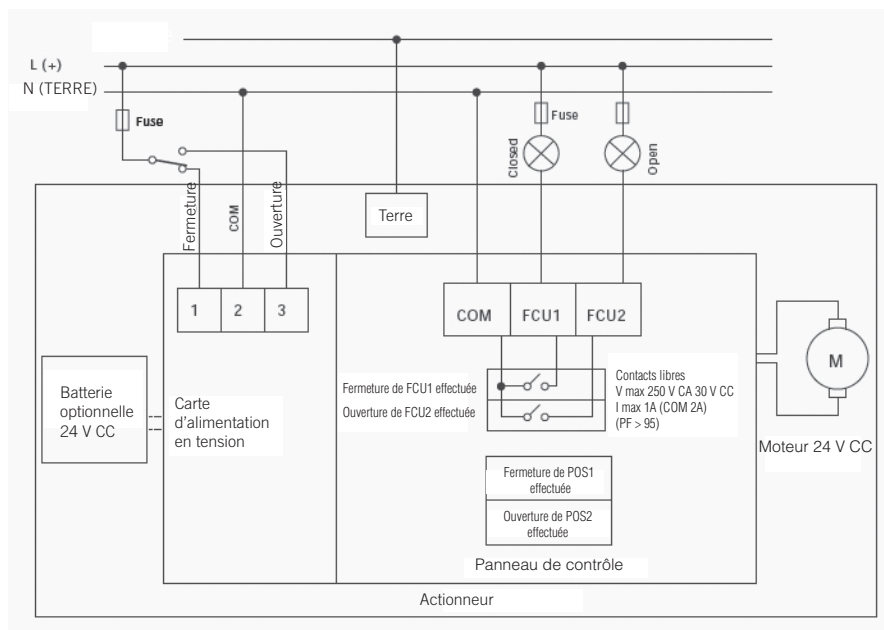 L (+)
N (TERRE)
Fuse
Fuse
Closed
Open
Fermeture
COM
Ouverture
Terre
1
2
3
COM
FCU1
FCU2
M
Batterie
optionnelle
24 V CC
Carte
d'alimentation
en tension
Fermeture de FCU1 effectuée
Ouverture de FCU2 effectuée
Contacts libres
V max 250 V CA 30 V CC
I max 1A (COM 2A)
(PF > 95)
Moteur 24 V CC
Fermeture de POS1
effectuée
Ouverture de POS2
effectuée
Panneau de contrôle
Actionneur